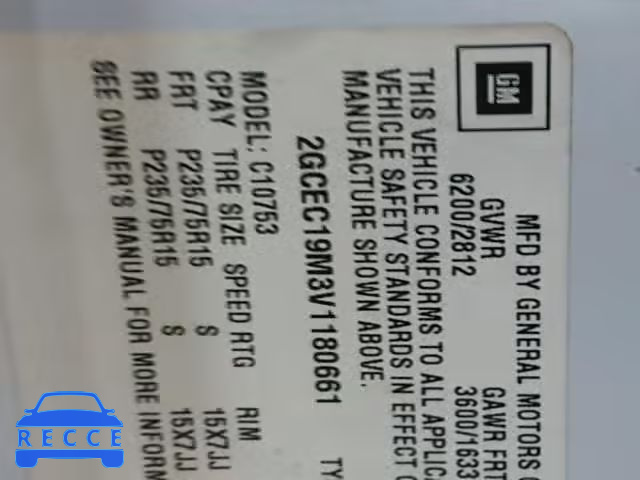 GM
MFD BY GENERAL MOTORS
GVWR GAWR FRT
6200/2812 3600/1633
THIS VEHICLE CONFORMS TO ALL
VEHICLE SAFETY STANDARDS IN EFFECT
MANUFACTURE SHOWN ABOVE.
2GCEC19M3V1180661
MODEL: C10753
CPAY TIRE SIZE SPEED RTG RIM
FRT P235/75R15 S 15X7JJ
RR P235/75R15 S 15X7JJ
SEE OWNER'S MANUAL FOR MORE
RECCE